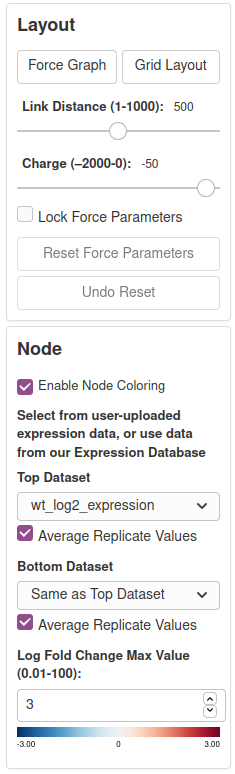 Layout
Force Graph
Grid Layout
Link Distance (1-1000): 500
Charge (–2000-0): -50
Lock Force Parameters
Reset Force Parameters
Undo Reset
Node
Enable Node Coloring
Select from user-uploaded
expression data, or use data
from our Expression Database
Top Dataset
wt_log2_expression
Average Replicate Values
Bottom Dataset
Same as Top Dataset
Average Replicate Values
Log Fold Change Max Value
(0.01-100):
3
-3.00 0 3.00